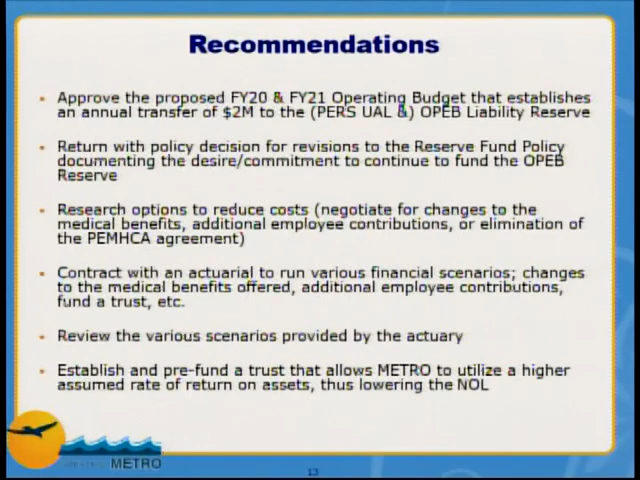 Recommendations
Approve the proposed FY20 & FY21 Operating Budget that establishes
an annual transfer of $2M to the (PERS UAL &) OPEB Liability Reserve
Return with policy decision for revisions to the Reserve Fund Policy
documenting the desire/commitment to continue to fund the OPEB
Reserve
Research options to reduce costs (negotiate for changes to the
medical benefits, additional employee contributions, or elimination of
the PEMHCA agreement)
Contract with an actuarial to run various financial scenarios; changes
to the medical benefits offered, additional employee contributions,
fund a trust, etc.
Review the various scenarios provided by the actuary
Establish and pre-fund a trust that allows METRO to utilize a higher
assumed rate of return on assets, thus lowering the NOL
METRO
13